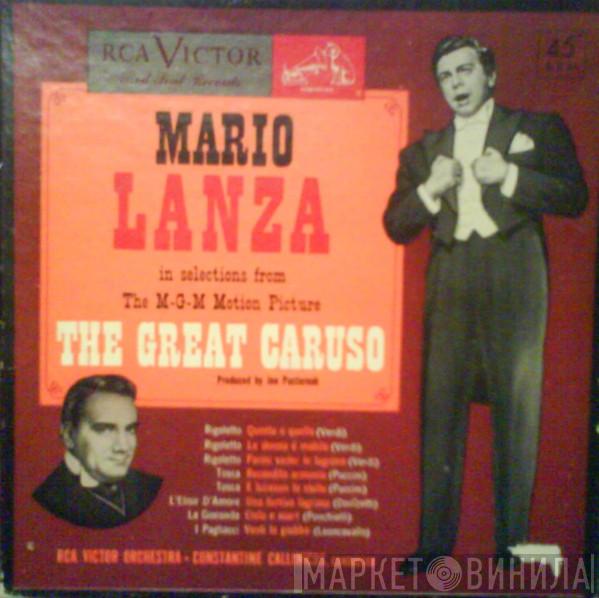 RCA VICTOR
Red Seal Records
45
R.P.M.
MARIO
LANZA
in selections from
The M-G-M Motion Picture
THE GREAT CARUSO
Produced by Joe Pasternak
Rigoletto Questa o quella (Verdi)
Rigoletto La donna è mobile (Verdi)
Rigoletto Parmi veder le lagrime (Verdi)
Tosca Recondita armonia (Puccini)
Tosca E lucevan le stelle (Puccini)
L'Elisir D'Amore Una furtiva lagrima (Donizetti)
La Gioconda Cielo e mar! (Ponchielli)
I Pagliacci Vesti la giubba (Leoncavallo)
RCA VICTOR ORCHESTRA - CONSTANTINE
МАРКЕТ ВИНИЛА